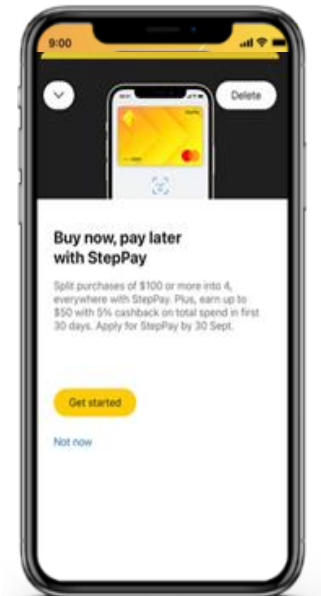 9:00
Delete
Buy now, pay later
with StepPay
Split purchases of $100 or more into 4,
everywhere with StepPay. Plus, earn up to
$50 with 5% cashback on total spend in first
30 days. Apply for StepPay by 30 Sept.
Get started
Not now